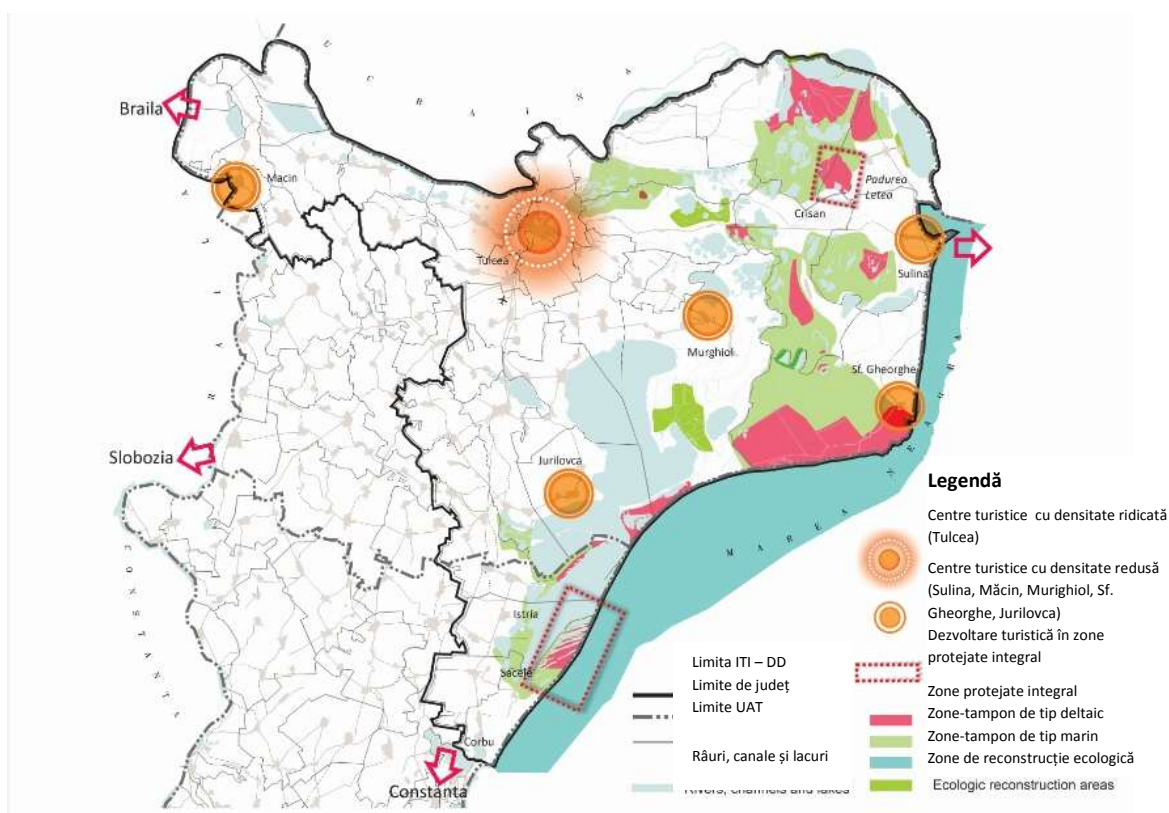 U C R A I N A
Braila
Macin
Padurea
Letea
Crisan
Tulcea
Sulina
Murghiol
Sf. Gheorghe
BRAILA
Slobozia
Jurilovca
MAREA NEAGRA
CONSTANTA
Istria
Sacele
Corbu
Constanta
Legendă
Centre turistice cu densitate ridicată
(Tulcea)
Centre turistice cu densitate redusă
(Sulina, Măcin, Murighiol, Sf.
Gheorghe, Jurilovca)
Dezvoltare turistică în zone
protejate integral
Zone protejate integral
Zone-tampon de tip deltaic
Zone-tampon de tip marin
Zone de reconstrucție ecologică
Ecologic reconstruction areas
Limita ITI – DD
Limite de județ
Limite UAT
Râuri, canale și lacuri
Rivers, channels and lakes